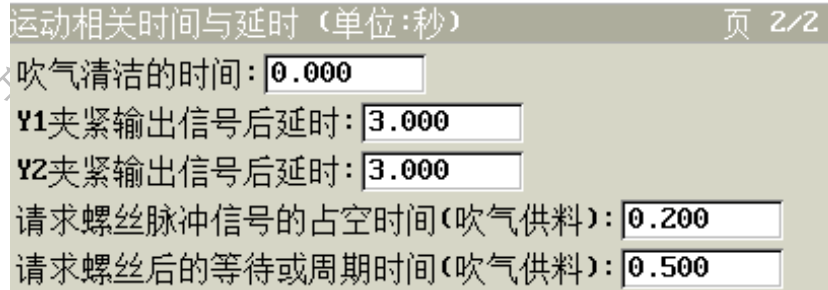 运动相关时间与延时 (单位:秒) 页 2/2
吹气清洁的时间: 0.000
Y1夹紧输出信号后延时: 3.000
Y2夹紧输出信号后延时: 3.000
请求螺丝脉冲信号的占空时间(吹气供料): 0.200
请求螺丝后的等待或周期时间(吹气供料): 0.500